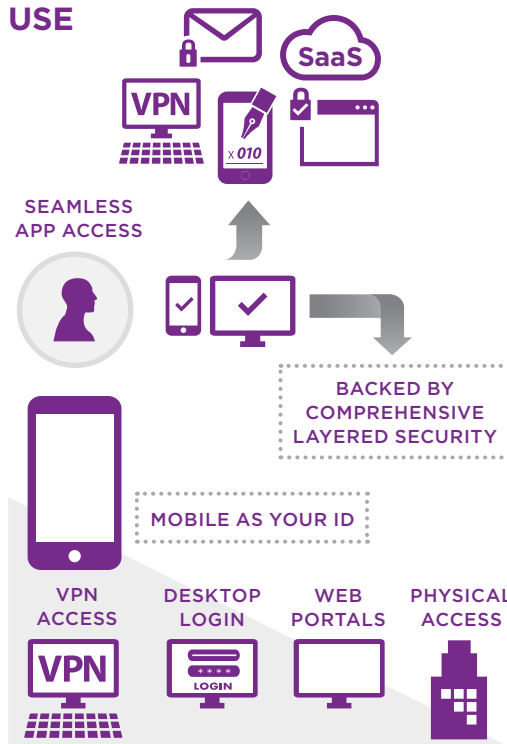 USE
SaaS
VPN
x 010
SEAMLESS
APP ACCESS
BACKED BY
COMPREHENSIVE
LAYERED SECURITY
MOBILE AS YOUR ID
VPN
ACCESS
DESKTOP
LOGIN
WEB
PORTALS
PHYSICAL
ACCESS
VPN
****
LOGIN